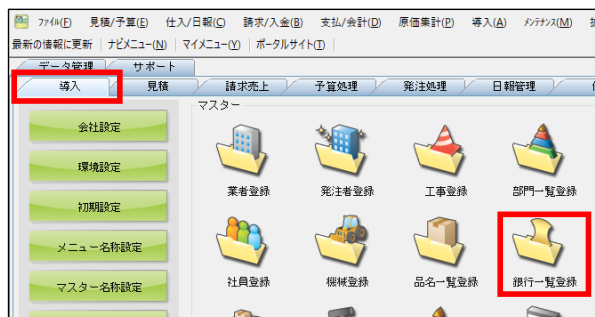 ファイル(F) 見積/予算(E) 仕入/日報(C) 請求/入金(B) 支払/会計(D) 原価集計(P) 導入(A) メンテナンス(M)
最新の情報に更新 ナビメニュー(N) マイメニュー(Y) ポータルサイト(I)
データ管理 サポート
導入 見積 請求売上 予算処理 発注処理 日報管理
マスター
会社設定
環境設定
初期設定
メニュー名称設定
マスター名称設定
業者登録 発注者登録 工事登録 部門一覧登録
社員登録 機械登録 品名一覧登録 銀行一覧登録